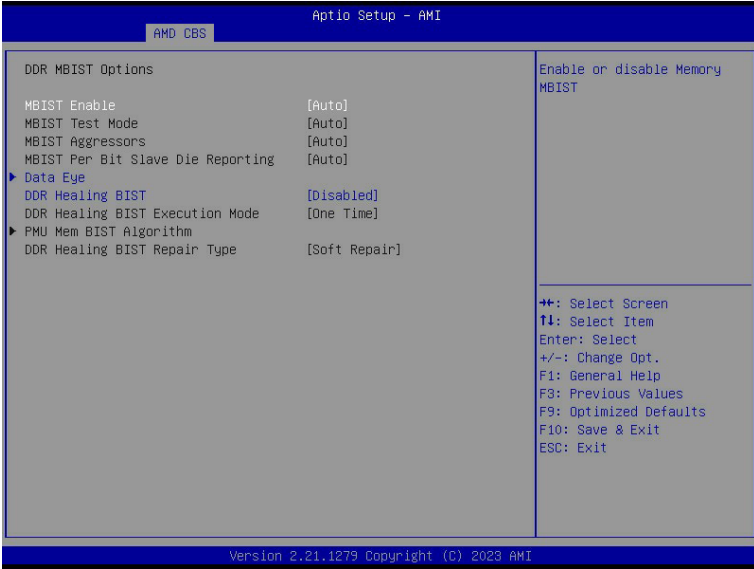 Aptio Setup – AMI
AMD CBS
DDR MBIST Options
MBIST Enable [Auto]
MBIST Test Mode [Auto]
MBIST Aggressors [Auto]
MBIST Per Bit Slave Die Reporting [Auto]
Data Eye
DDR Healing BIST [Disabled]
DDR Healing BIST Execution Mode [One Time]
PMU Mem BIST Algorithm
DDR Healing BIST Repair Type [Soft Repair]
Enable or disable Memory
MBIST
→←: Select Screen
↑↓: Select Item
Enter: Select
+/-: Change Opt.
F1: General Help
F3: Previous Values
F9: Optimized Defaults
F10: Save & Exit
ESC: Exit
Version 2.21.1279 Copyright (C) 2023 AMI